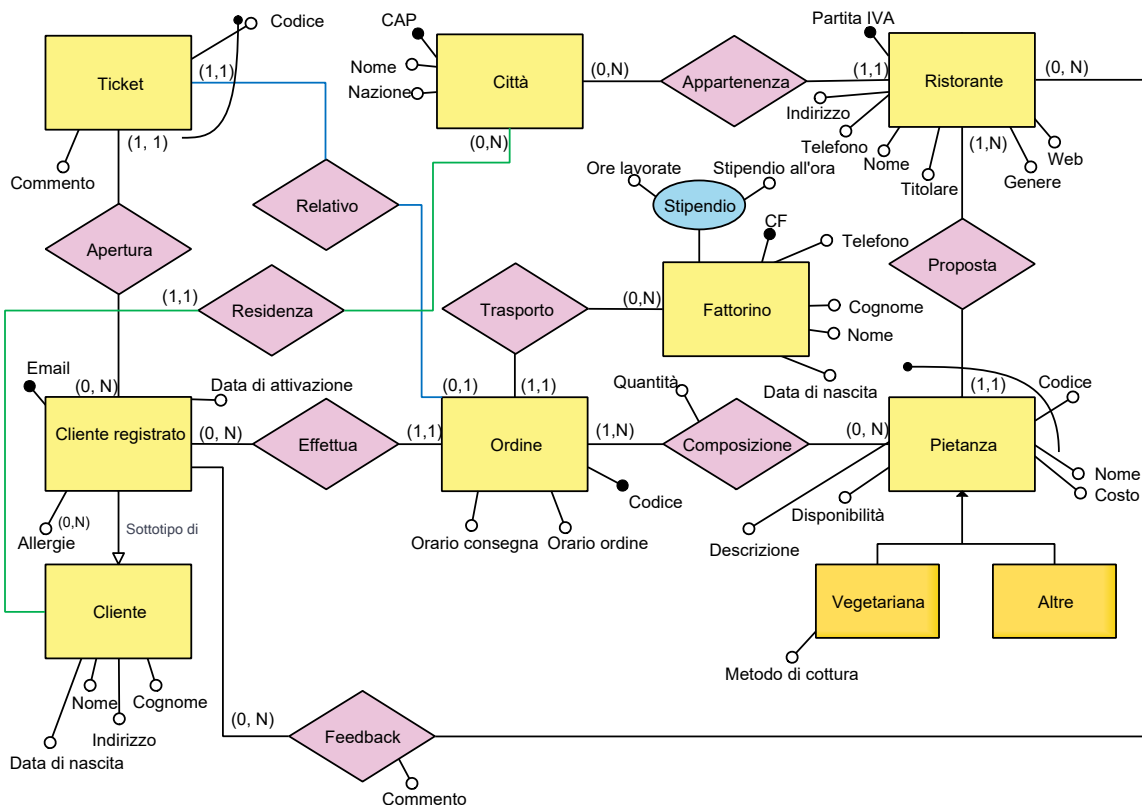 Codice
CAP
Partita IVA
Ticket
(1,1)
Nome
Città
(0,N)
Appartenenza
(1,1)
Ristorante
(0, N)
Nazione
Indirizzo
(1, 1)
(0,N)
Telefono
(1,N)
Web
Commento
Nome
Genere
Titolare
Ore lavorate
Stipendio all'ora
Relativo
Stipendio
CF
Telefono
Apertura
Proposta
(1,1)
Residenza
Trasporto
(0,N)
Fattorino
Cognome
Nome
Email
Data di attivazione
(0, N)
(0,1)
(1,1)
Quantità
Data di nascita
(1,1)
Codice
Cliente registrato
(0, N)
Effettua
(1,1)
Ordine
(1,N)
Composizione
(0, N)
Pietanza
Nome
Costo
Codice
Disponibilità
(0,N)
Allergie
Sottotipo di
Orario consegna
Orario ordine
Descrizione
Cliente
Vegetariana
Altre
Metodo di cottura
Nome
Cognome
Indirizzo
Data di nascita
(0, N)
Feedback
Commento